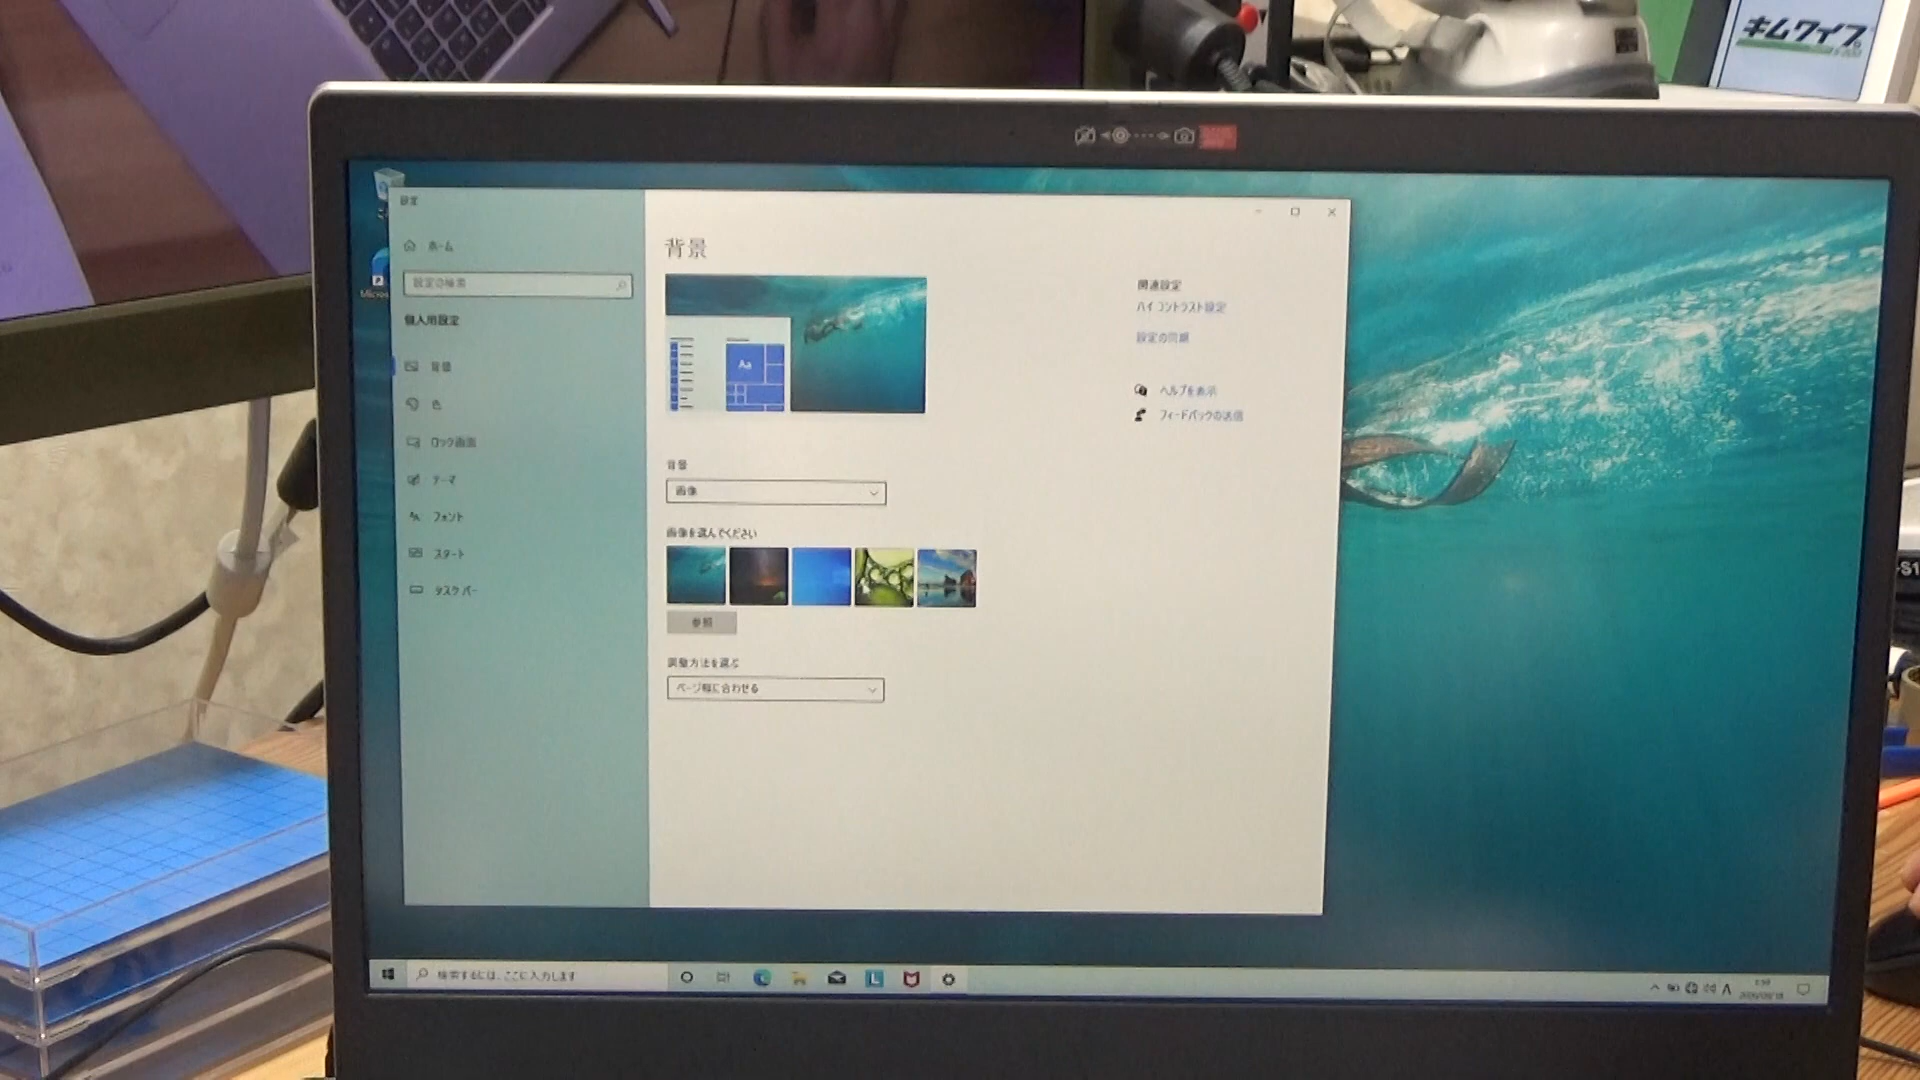 キムワイプ
設定
ホーム
設定の検索
個人用設定
背景
色
ロック画面
テーマ
フォント
スタート
タスク バー
背景
Aa
背景
画像
画像を選んでください
参照
調整方法を選ぶ
ページ幅に合わせる
関連設定
ハイ コントラスト設定
設定の同期
ヘルプを表示
フィードバックの送信
検索するには、ここに入力します
A